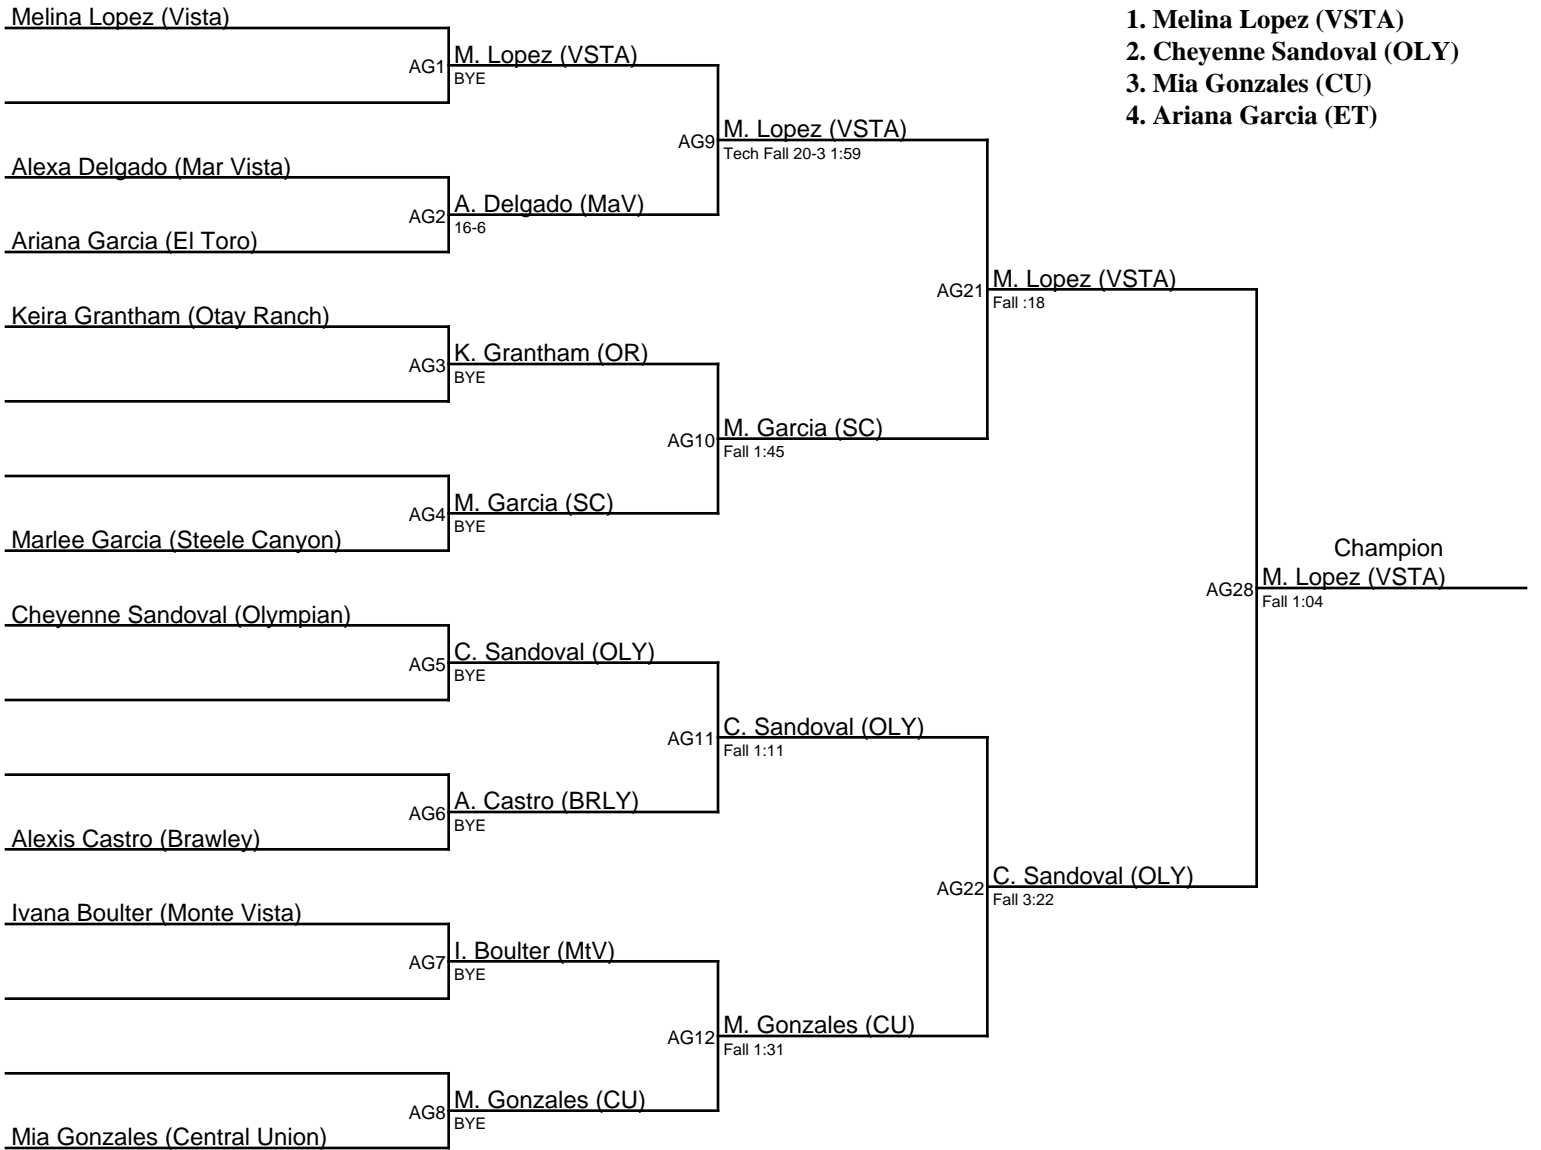 Melina Lopez (Vista)
AG1
M. Lopez (VSTA)
BYE
Alexa Delgado (Mar Vista)
AG2
A. Delgado (MaV)
16-6
Ariana Garcia (El Toro)
AG9
M. Lopez (VSTA)
Tech Fall 20-3 1:59
Keira Grantham (Otay Ranch)
AG3
K. Grantham (OR)
BYE
AG10
M. Garcia (SC)
Fall 1:45
AG4
M. Garcia (SC)
BYE
Marlee Garcia (Steele Canyon)
AG21
M. Lopez (VSTA)
Fall :18
Cheyenne Sandoval (Olympian)
AG5
C. Sandoval (OLY)
BYE
AG11
C. Sandoval (OLY)
Fall 1:11
AG6
A. Castro (BRLY)
BYE
Alexis Castro (Brawley)
Ivana Boulter (Monte Vista)
AG7
I. Boulter (MtV)
BYE
AG12
M. Gonzales (CU)
Fall 1:31
AG8
M. Gonzales (CU)
BYE
Mia Gonzales (Central Union)
AG22
C. Sandoval (OLY)
Fall 3:22
Champion
AG28
M. Lopez (VSTA)
Fall 1:04
1. Melina Lopez (VSTA)
2. Cheyenne Sandoval (OLY)
3. Mia Gonzales (CU)
4. Ariana Garcia (ET)